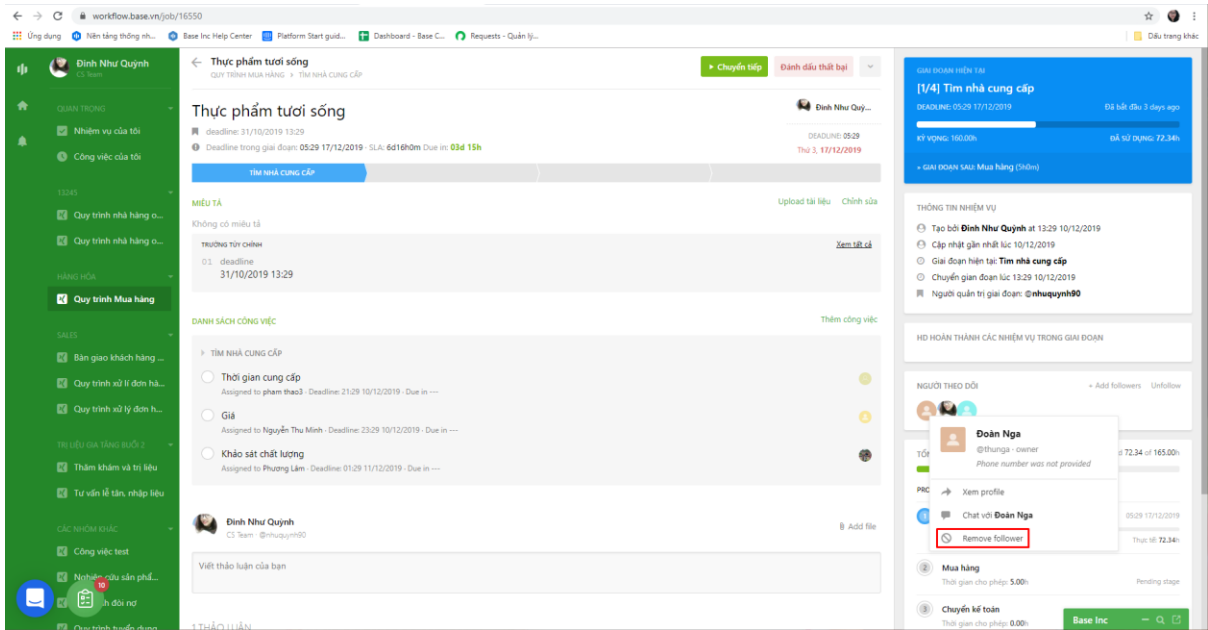 workflow.base.vn/job/16550
Ứng dụng
Nền tảng thống nh...
Base Inc Help Center
Platform Start guid...
Dashboard - Base C...
Requests - Quản lý...
Dấu trang khác
Đinh Như Quỳnh
CS Team
QUAN TRỌNG
Nhiệm vụ của tôi
Công việc của tôi
12345
Quy trình nhà hàng o...
Quy trình nhà hàng o...
HÀNG HÓA
Quy trình Mua hàng
SALES
Bàn giao khách hàng ...
Quy trình xử lí đơn hà...
Quy trình xử lý đơn h...
TRỊ LIỆU GIA TĂNG BUỔI 2
Thăm khám và trị liệu
Tư vấn lễ tân, nhập liệu
CÁC NHÓM KHÁC
Công việc test
Nghiên cứu sản phẩ...
10
h đòi nợ
Quy trình tuyển dụng
Thực phẩm tươi sống
QUY TRÌNH MUA HÀNG > TÌM NHÀ CUNG CẤP
Chuyển tiếp
Đánh dấu thất bại
Thực phẩm tươi sống
deadline: 31/10/2019 13:29
Deadline trong giai đoạn: 05:29 17/12/2019 · SLA: 6d16h0m Due in: 03d 15h
Đinh Như Quỳ...
DEADLINE: 05:29
Thứ 3, 17/12/2019
TÌM NHÀ CUNG CẤP
MIÊU TẢ
Upload tài liệu
Chỉnh sửa
Không có miêu tả
TRƯỜNG TÙY CHỈNH
Xem tất cả
01 deadline
31/10/2019 13:29
DANH SÁCH CÔNG VIỆC
Thêm công việc
TÌM NHÀ CUNG CẤP
Thời gian cung cấp
Assigned to pham thao3 · Deadline: 21:29 10/12/2019 · Due in ---
Giá
Assigned to Nguyễn Thu Minh · Deadline: 23:29 10/12/2019 · Due in ---
Khảo sát chất lượng
Assigned to Phương Lâm · Deadline: 01:29 11/12/2019 · Due in ---
Đinh Như Quỳnh
CS Team · @nhuquynh90
Add file
Viết thảo luận của bạn
1 THẢO LUẬN
GIAI ĐOẠN HIỆN TẠI
[1/4] Tìm nhà cung cấp
DEADLINE: 05:29 17/12/2019
Đã bắt đầu 3 days ago
KỲ VỌNG: 160.00h
ĐÃ SỬ DỤNG: 72.34h
» GIAI ĐOẠN SAU: Mua hàng (5h0m)
THÔNG TIN NHIỆM VỤ
Tạo bởi Đinh Như Quỳnh at 13:29 10/12/2019
Cập nhật gần nhất lúc 10/12/2019
Giai đoạn hiện tại: Tìm nhà cung cấp
Chuyển gian đoạn lúc 13:29 10/12/2019
Người quản trị giai đoạn: @nhuquynh90
HD HOÀN THÀNH CÁC NHIỆM VỤ TRONG GIAI ĐOẠN
NGƯỜI THEO DÕI
+ Add followers
Unfollow
Đoàn Nga
@thunga · owner
Phone number was not provided
Xem profile
Chat với Đoàn Nga
Remove follower
72.34 of 165.00h
PRO
1
05:29 17/12/2019
Thực tế: 72.34h
2
Mua hàng
Thời gian cho phép: 5.00h
Pending stage
3
Chuyển kế toán
Thời gian cho phép: 0.00h
Base Inc